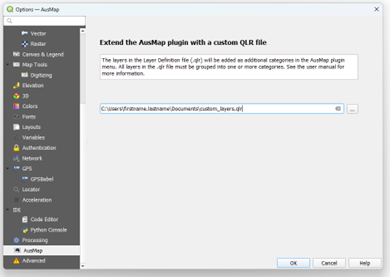 Options — AusMap
Vector
Raster
Canvas & Legend
Map Tools
Digitizing
Elevation
3D
Colors
Fonts
Layouts
Variables
Authentication
Network
GPS
GPSBabel
Locator
Acceleration
IDE
Code Editor
Python Console
Processing
AusMap
Advanced
Extend the AusMap plugin with a custom QLR file
The layers in the Layer Definition file (.qlr) will be added as additional categories in the AusMap plugin
menu. All layers in the .qlr file must be grouped into one or more categories. See the user manual for
more information.
C:\Users\firstname.lastname\Documents\custom_layers.qlr
...
OK
Cancel
Help